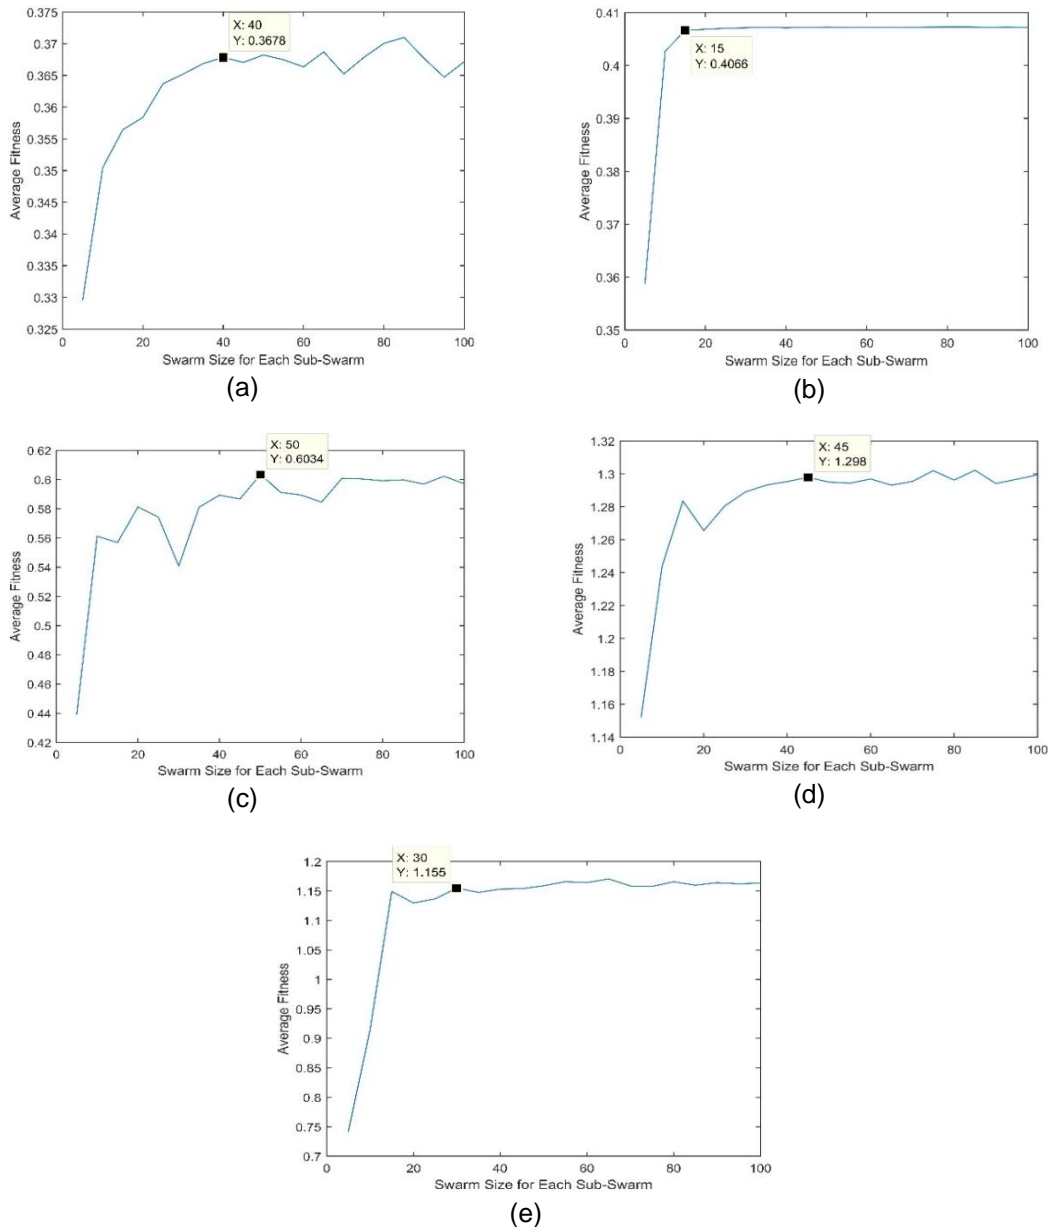 0.375
0.37
0.365
0.36
0.355
0.35
0.345
0.34
0.335
0.33
0.325
Average Fitness
X: 40
Y: 0.3678
0 20 40 60 80 100
Swarm Size for Each Sub-Swarm
(a)
0.41
0.4
0.39
0.38
0.37
0.36
0.35
Average Fitness
X: 15
Y: 0.4066
0 20 40 60 80 100
Swarm Size for Each Sub-Swarm
(b)
0.62
0.6
0.58
0.56
0.54
0.52
0.5
0.48
0.46
0.44
0.42
Average Fitness
X: 50
Y: 0.6034
0 20 40 60 80 100
Swarm Size for Each Sub-Swarm
(c)
1.32
1.3
1.28
1.26
1.24
1.22
1.2
1.18
1.16
1.14
Average Fitness
X: 45
Y: 1.298
0 20 40 60 80 100
Swarm Size for Each Sub-Swarm
(d)
1.2
1.15
1.1
1.05
1
0.95
0.9
0.85
0.8
0.75
0.7
Average Fitness
X: 30
Y: 1.155
0 20 40 60 80 100
Swarm Size for Each Sub-Swarm
(e)